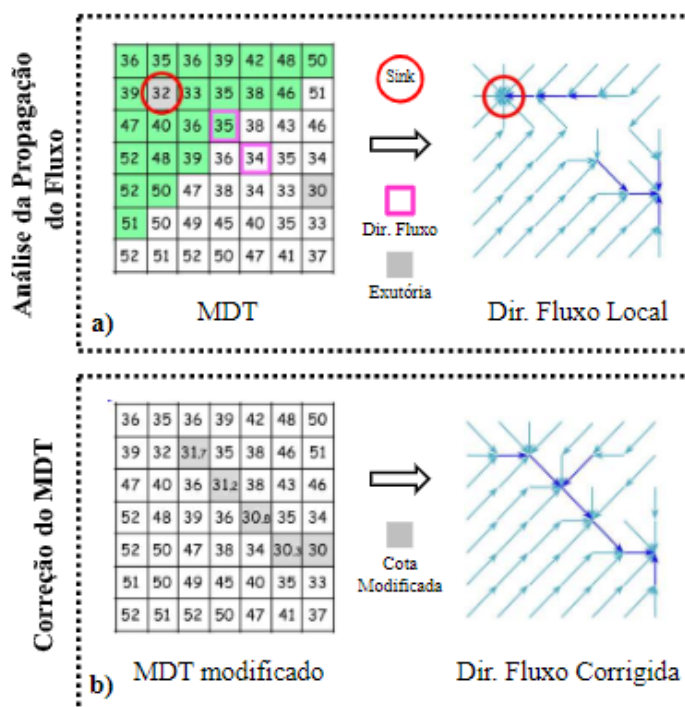 Análise da Propagação
do Fluxo
36 35 36 39 42 48 50
39 32 33 35 38 46 51
47 40 36 35 38 43 46
52 48 39 36 34 35 34
52 50 47 38 34 33 30
51 50 49 45 40 35 33
52 51 52 50 47 41 37
a)
MDT
Sink
Dir. Fluxo
Exutória
Dir. Fluxo Local
Correção do MDT
36 35 36 39 42 48 50
39 32 31,7 35 38 46 51
47 40 36 31,2 38 43 46
52 48 39 36 30,8 35 34
52 50 47 38 34 30,3 30
51 50 49 45 40 35 33
52 51 52 50 47 41 37
b)
MDT modificado
Cota
Modificada
Dir. Fluxo Corrigida